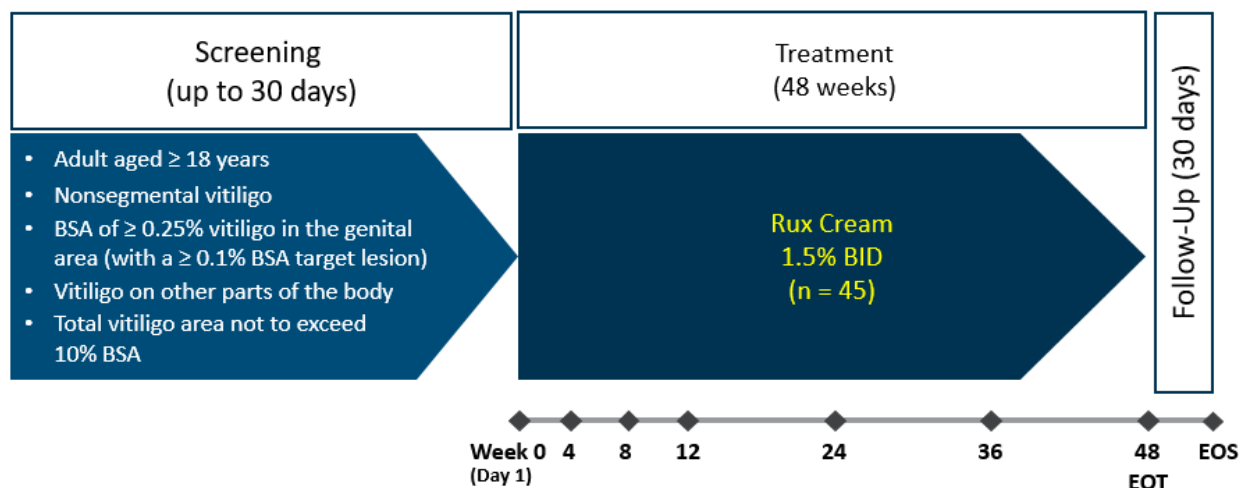 Screening
(up to 30 days)
Treatment
(48 weeks)
Follow-Up (30 days)
• Adult aged ≥ 18 years
• Nonsegmental vitiligo
• BSA of ≥ 0.25% vitiligo in the genital
area (with a ≥ 0.1% BSA target lesion)
• Vitiligo on other parts of the body
• Total vitiligo area not to exceed
10% BSA
Rux Cream
1.5% BID
(n = 45)
Week 0 4 8 12 24 36 48 EOS
(Day 1)
EOT